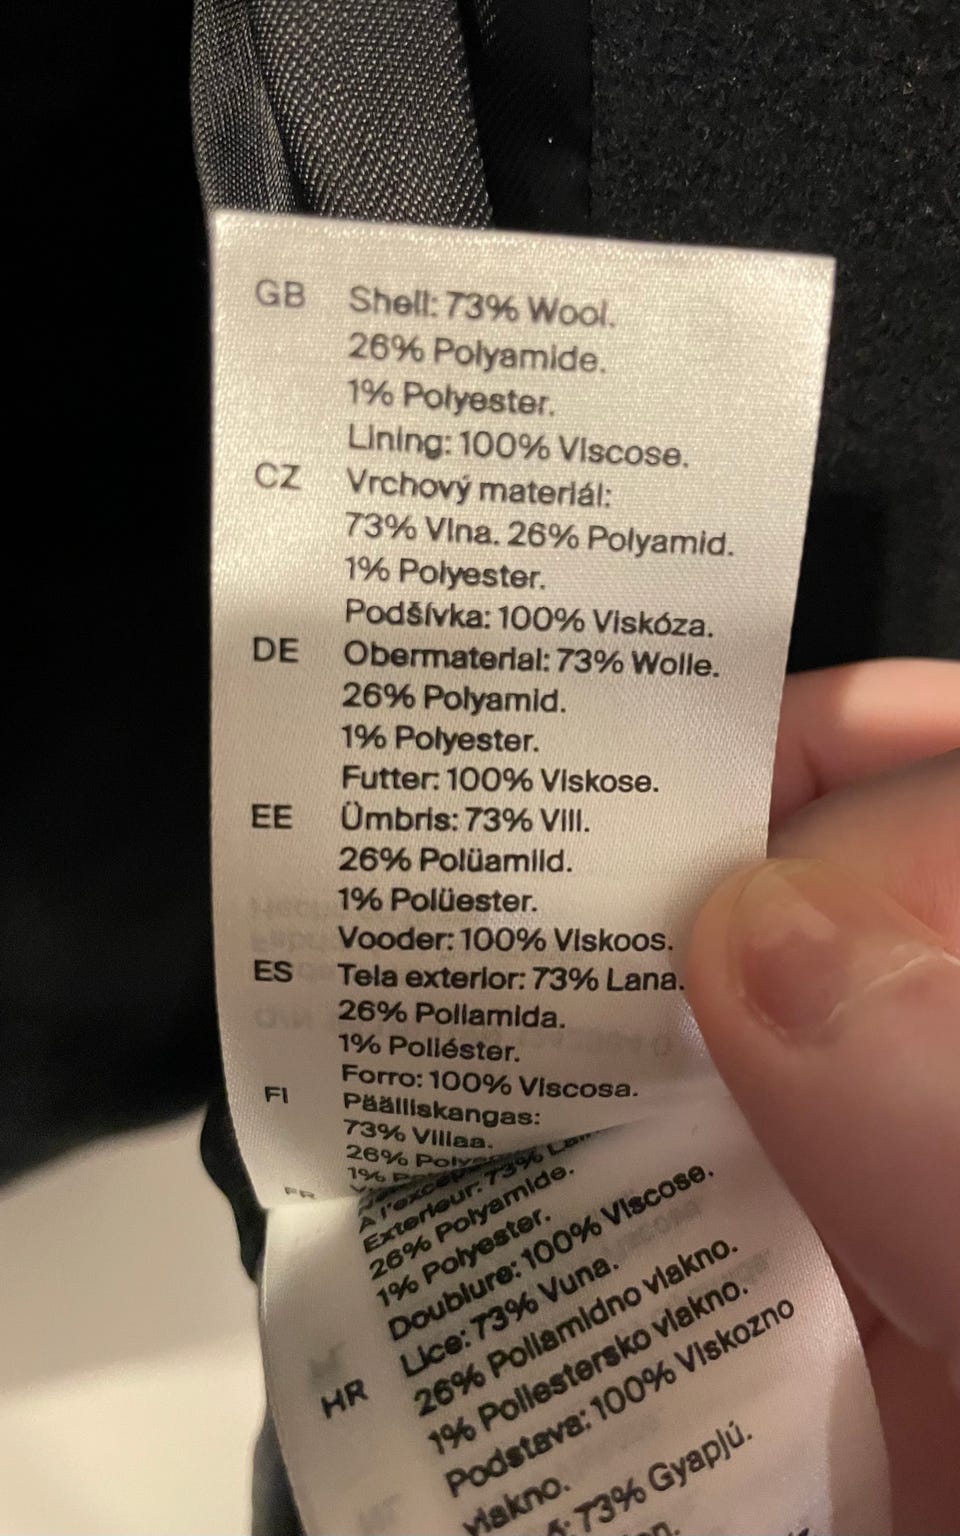 GB Shell: 73% Wool.
26% Polyamide.
1% Polyester.
Lining: 100% Viscose.
CZ Vrchový materiál:
73% Vlna. 26% Polyamid.
1% Polyester.
Podšívka: 100% Viskóza.
DE Obermaterial: 73% Wolle.
26% Polyamid.
1% Polyester.
Futter: 100% Viskose.
EE Ümbris: 73% Vill.
26% Polüamiid.
1% Polüester.
Vooder: 100% Viskoos.
ES Tela exterior: 73% Lana.
26% Poliamida.
1% Poliéster.
Forro: 100% Viscosa.
FI Päälliskangas:
73% Villaa.
26%
1%
FR
Exterieur: 73%
26% Polyamide.
1% Polyester.
Doublure: 100% Viscose.
HR Lice: 73% Vuna.
26% Poliamidno vlakno.
1% Poliestersko vlakno.
Podstava: 100% Viskozno
vlakno.
73% Gyapjú.